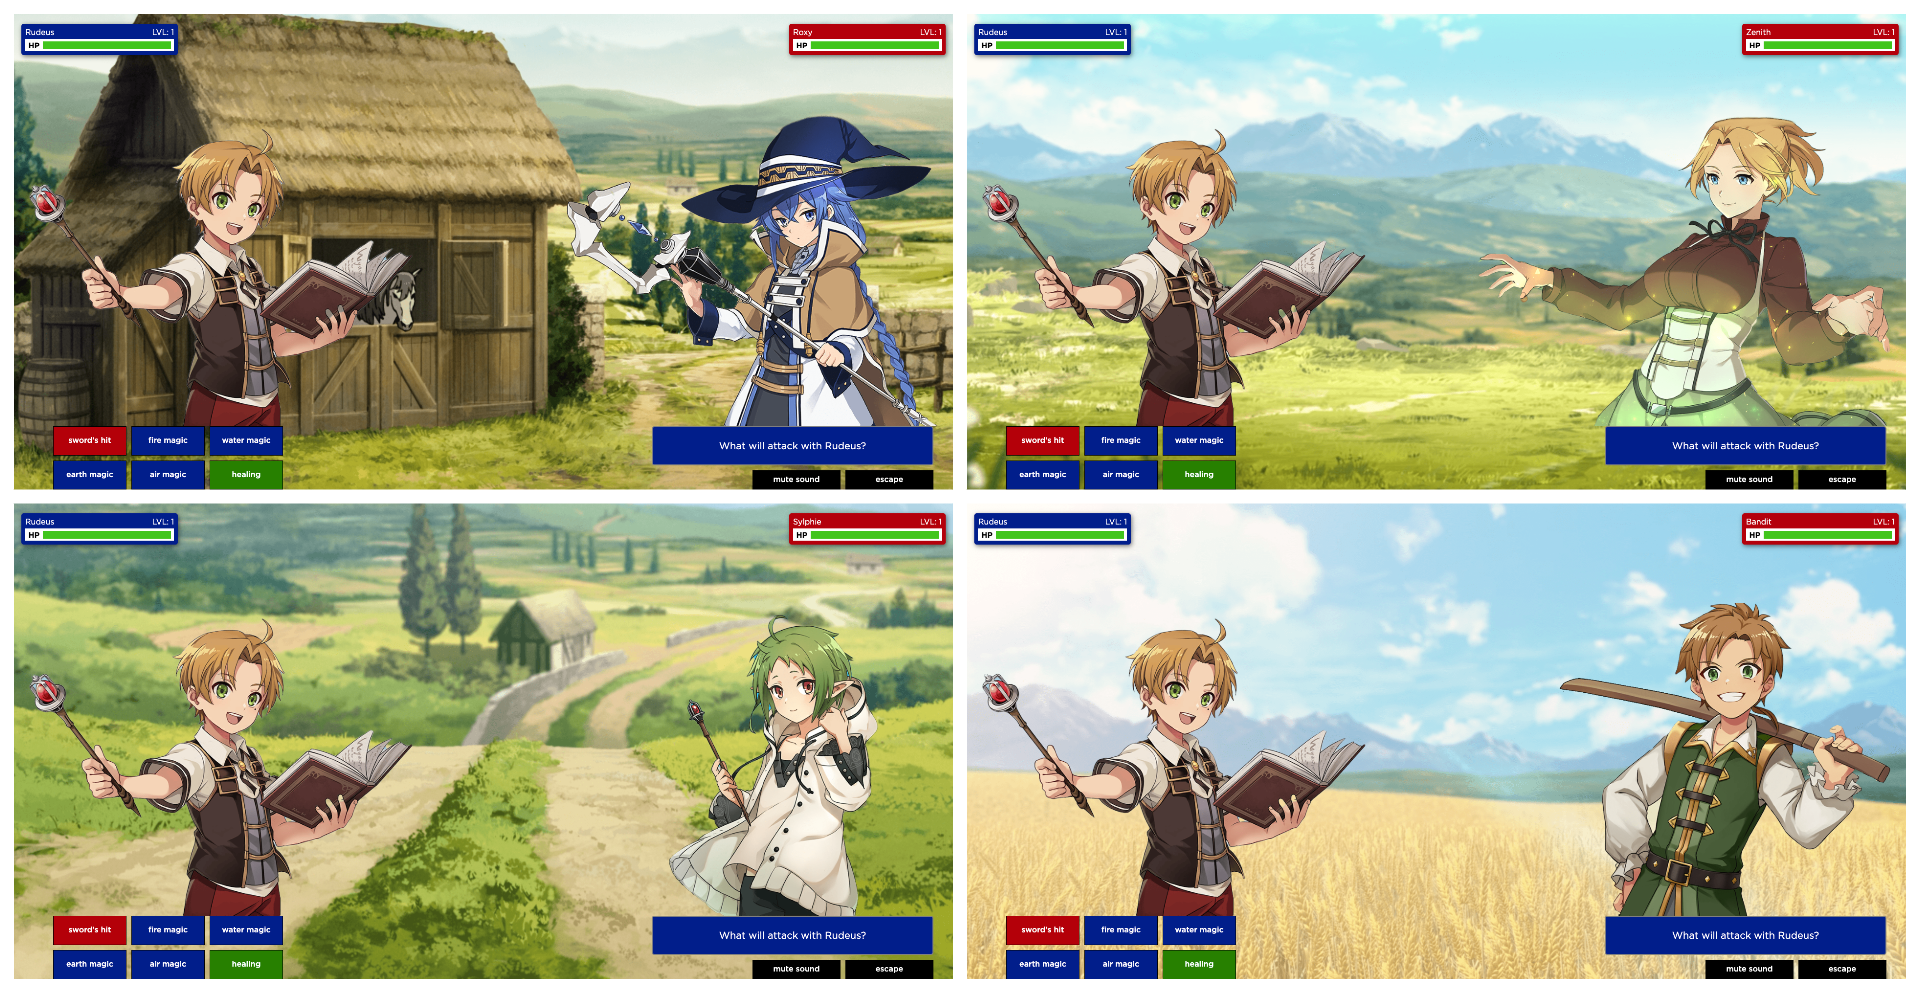 Rudeus LVL: 1
HP
Roxy LVL: 1
HP
sword's hit fire magic water magic
earth magic air magic healing
What will attack with Rudeus?
mute sound escape
Rudeus LVL: 1
HP
Zenith LVL: 1
HP
sword's hit fire magic water magic
earth magic air magic healing
What will attack with Rudeus?
mute sound escape
Rudeus LVL: 1
HP
Sylphie LVL: 1
HP
sword's hit fire magic water magic
earth magic air magic healing
What will attack with Rudeus?
mute sound escape
Rudeus LVL: 1
HP
Bandit LVL: 1
HP
sword's hit fire magic water magic
earth magic air magic healing
What will attack with Rudeus?
mute sound escape